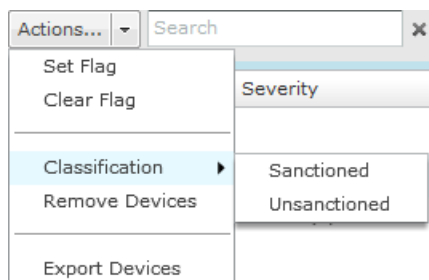 Actions... Search
Set Flag
Clear Flag
Severity
Classification
Sanctioned
Remove Devices
Unsanctioned
Export Devices